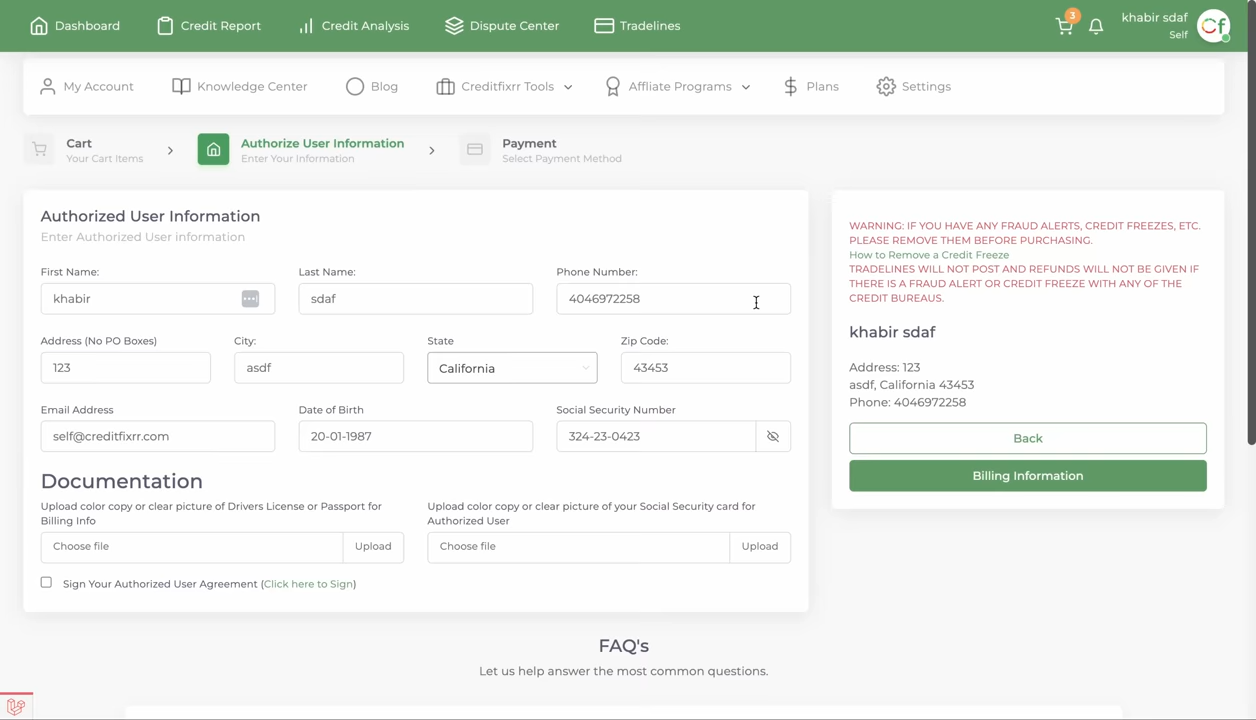 Dashboard
Credit Report
Credit Analysis
Dispute Center
Tradelines
3
khabir sdaf
Self
Cf
My Account
Knowledge Center
Blog
Creditfixrr Tools
Affliate Programs
Plans
Settings
Cart
Your Cart Items
Authorize User Information
Enter Your Information
Payment
Select Payment Method
Authorized User Information
Enter Authorized User information
First Name:
Last Name:
Phone Number:
khabir
sdaf
4046972258
Address (No PO Boxes)
City:
State
Zip Code:
123
asdf
California
43453
Email Address
Date of Birth
Social Security Number
self@creditfixrr.com
20-01-1987
324-23-0423
Documentation
Upload color copy or clear picture of Drivers License or Passport for
Billing Info
Choose file
Upload
Upload color copy or clear picture of your Social Security card for
Authorized User
Choose file
Upload
Sign Your Authorized User Agreement (Click here to Sign)
WARNING: IF YOU HAVE ANY FRAUD ALERTS, CREDIT FREEZES, ETC.
PLEASE REMOVE THEM BEFORE PURCHASING.
How to Remove a Credit Freeze
TRADELINES WILL NOT POST AND REFUNDS WILL NOT BE GIVEN IF
THERE IS A FRAUD ALERT OR CREDIT FREEZE WITH ANY OF THE
CREDIT BUREAUS.
khabir sdaf
Address: 123
asdf, California 43453
Phone: 4046972258
Back
Billing Information
FAQ's
Let us help answer the most common questions.